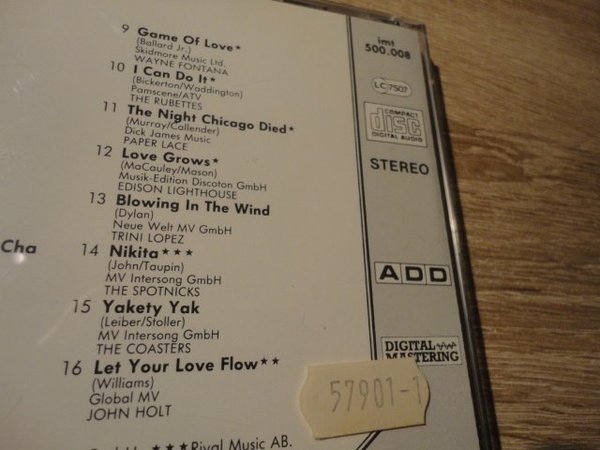 9 Game Of Love*
(Ballard Jr.)
Skidmore Music Ltd.
WAYNE FONTANA
10 I Can Do It*
(Bickerton/Waddington)
Pamscene/ATV
THE RUBETTES
11 The Night Chicago Died*
(Murray/Callender)
Dick James Music
PAPER LACE
12 Love Grows*
(MacCauley/Mason)
Musik-Edition Discoton GmbH
EDISON LIGHTHOUSE
13 Blowing In The Wind
(Dylan)
Neue Welt MV GmbH
TRINI LOPEZ
Cha
14 Nikita***
(John/Taupin)
MV Intersong GmbH
THE SPOTNICKS
15 Yakety Yak
(Leiber/Stoller)
MV Intersong GmbH
THE COASTERS
16 Let Your Love Flow**
(Williams)
Global MV
JOHN HOLT
***Rival Music AB.
imt
500.008
LC 7507
COMPACT
disc
DIGITAL AUDIO
STEREO
ADD
DIGITAL
MASTERING
57901-1